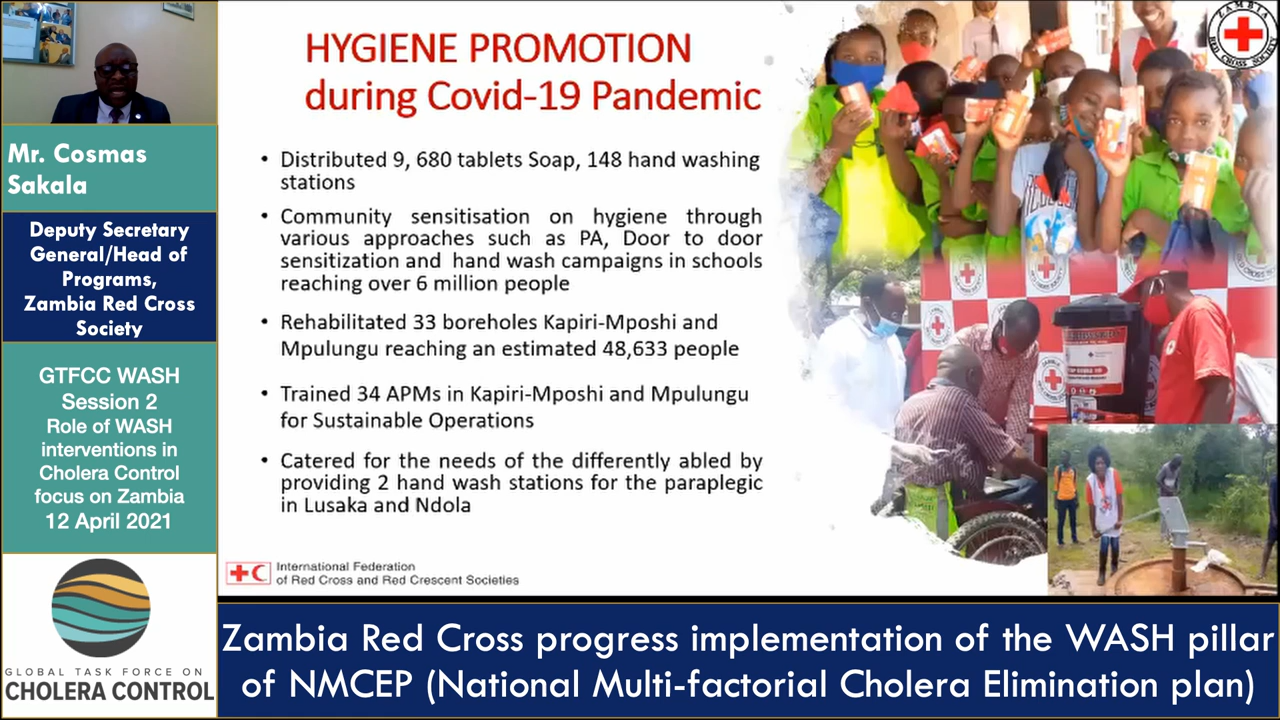 Mr. Cosmas
Sakala
Deputy Secretary
General/Head of
Programs,
Zambia Red Cross
Society
GTFCC WASH
Session 2
Role of WASH
interventions in
Cholera Control
focus on Zambia
12 April 2021
GLOBAL TASK FORCE ON
CHOLERA CONTROL
HYGIENE PROMOTION
during Covid-19 Pandemic
• Distributed 9, 680 tablets Soap, 148 hand washing
stations
• Community sensitisation on hygiene through
various approaches such as PA, Door to door
sensitization and hand wash campaigns in schools
reaching over 6 million people
• Rehabilitated 33 boreholes Kapiri-Mposhi and
Mpulungu reaching an estimated 48,633 people
• Trained 34 APMs in Kapiri-Mposhi and Mpulungu
for Sustainable Operations
• Catered for the needs of the differently abled by
providing 2 hand wash stations for the paraplegic
in Lusaka and Ndola
International Federation
of Red Cross and Red Crescent Societies
ZAMBIA
RED CROSS SOCIETY
Zambia Red Cross progress implementation of the WASH pillar
of NMCEP (National Multi-factorial Cholera Elimination plan)